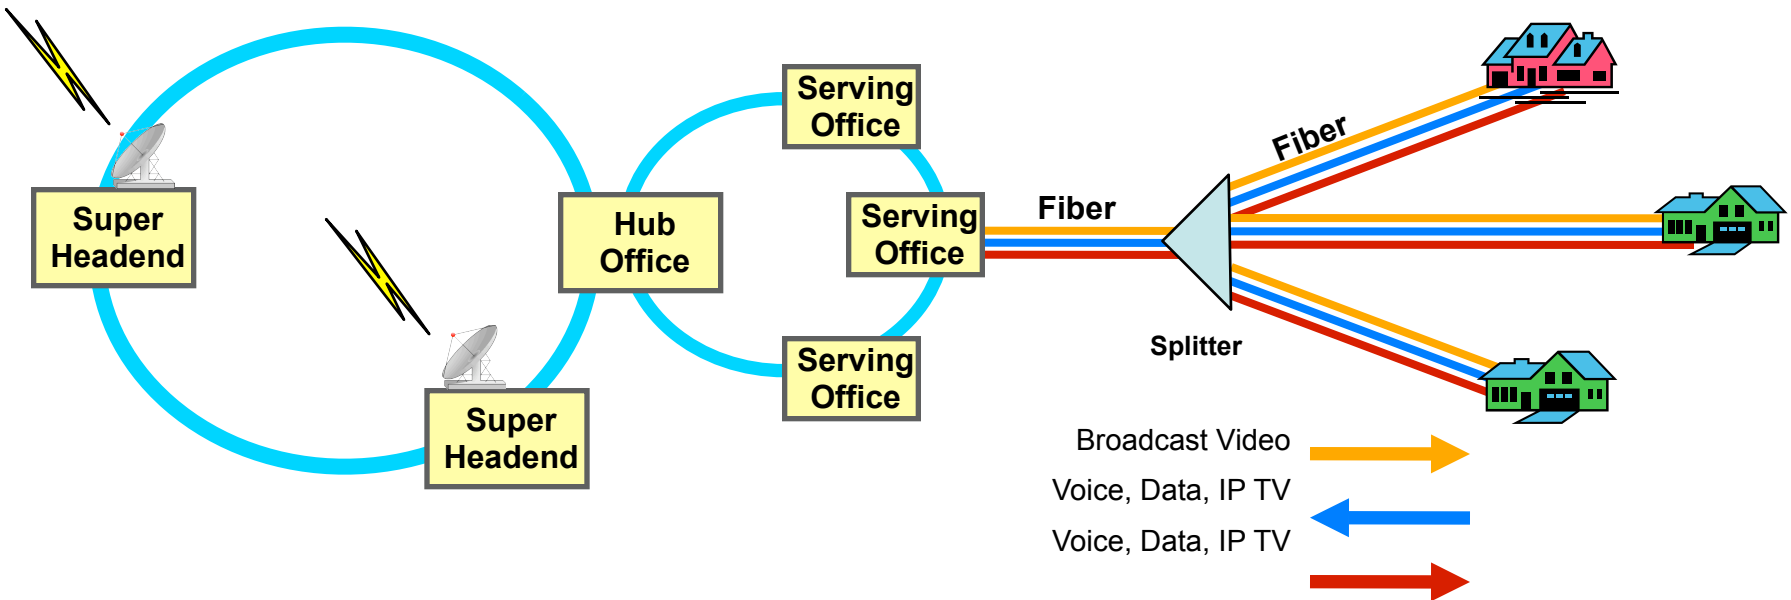 Super
Headend
Super
Headend
Hub
Office
Serving
Office
Serving
Office
Serving
Office
Fiber
Fiber
Splitter
Broadcast Video
Voice, Data, IP TV
Voice, Data, IP TV